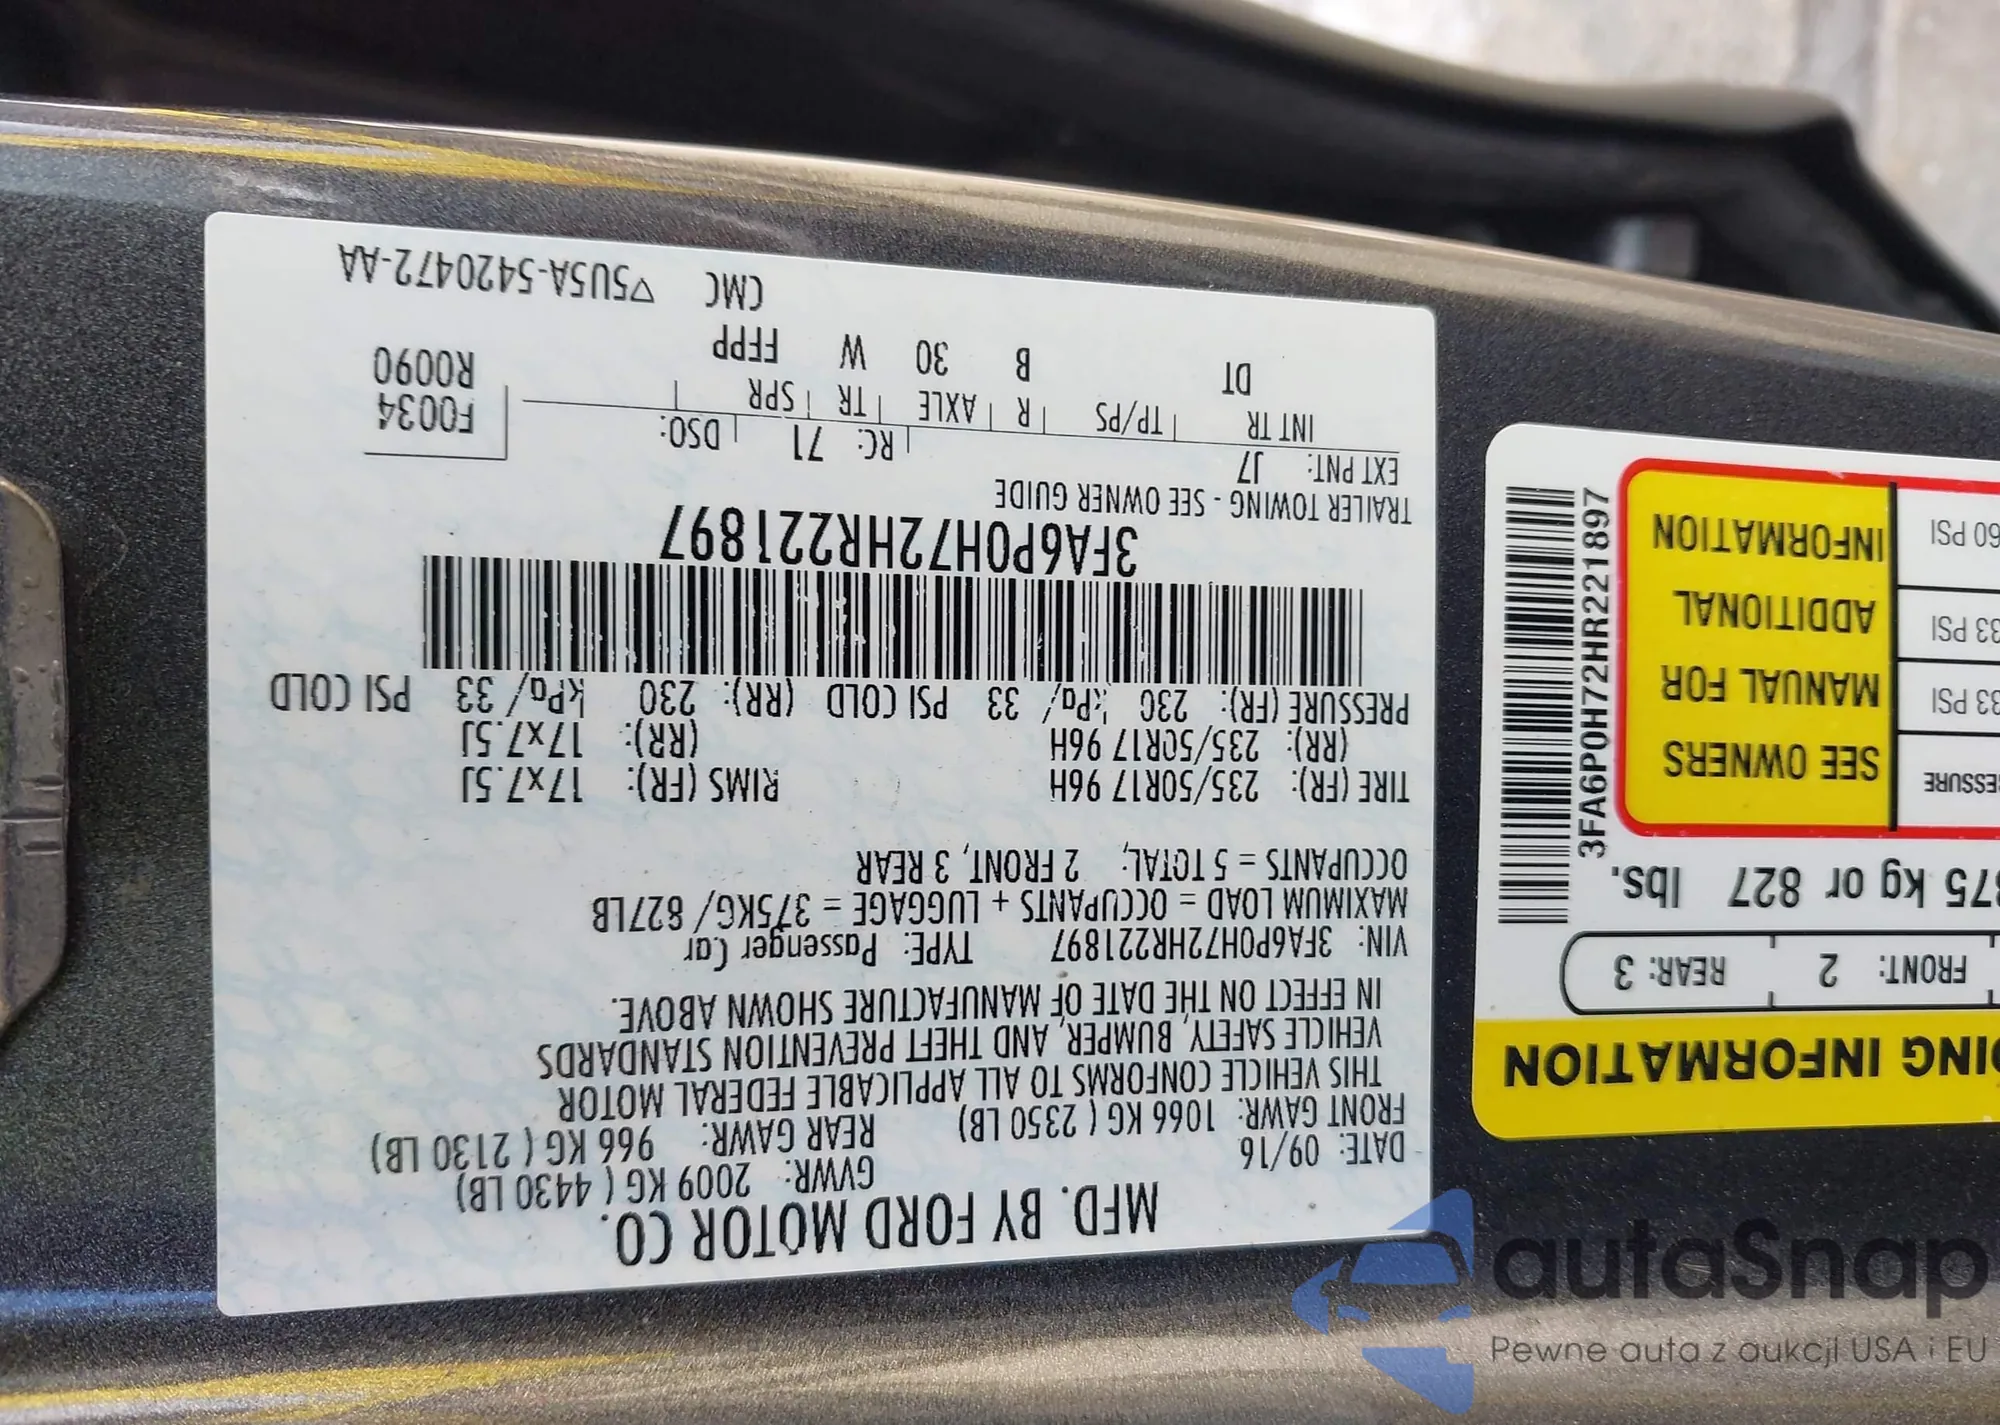 MFD. BY FORD MOTOR CO.
DATE: 09/16 GVWR: 2009 KG ( 4430 LB)
FRONT GAWR: 1066 KG ( 2350 LB) REAR GAWR: 966 KG ( 2130 LB)
THIS VEHICLE CONFORMS TO ALL APPLICABLE FEDERAL MOTOR
VEHICLE SAFETY, BUMPER, AND THEFT PREVENTION STANDARDS
IN EFFECT ON THE DATE OF MANUFACTURE SHOWN ABOVE.
VIN: 3FA6P0H72HR221897 TYPE: Passenger Car
MAXIMUM LOAD = OCCUPANTS + LUGGAGE = 375KG/ 827LB
OCCUPANTS = 5 TOTAL, 2 FRONT, 3 REAR
TIRE (FR): 235/50R17 96H RIMS (FR): 17x7.5J
(RR): 235/50R17 96H (RR): 17x7.5J
PRESSURE (FR): 230 kPa/ 33 PSI COLD (RR): 230 kPa/ 33 PSI COLD
3FA6P0H72HR221897
TRAILER TOWING - SEE OWNER GUIDE
EXT PNT: J7 RC: 71 DSO: F0034
R0090
INT TR TP/PS R AXLE TR SPR
DT B 30 W FFPP
CMC ▽5U5A-5420472-AA
ING INFORMATION
FRONT: 2 REAR: 3
375 kg or 827 lbs.
ESSURE
33 PSI
33 PSI
60 PSI
SEE OWNERS
MANUAL FOR
ADDITIONAL
INFORMATION
3FA6P0H72HR221897
autaSnap
Pewne auta z aukcji USA i EU